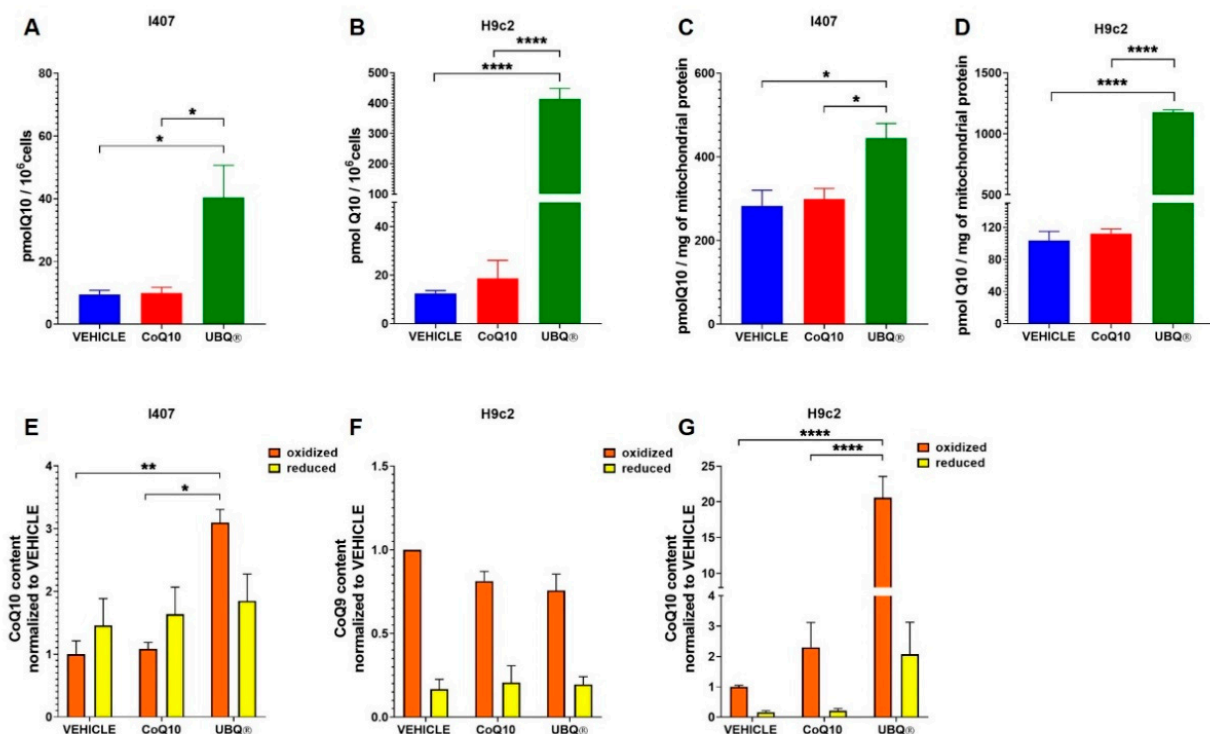 A
I407
pmolQ10 / 10⁶cells
80
60
40
20
0
*
*
VEHICLE CoQ10 UBQ®
B
H9c2
pmol Q10 / 10⁶cells
500
400
300
200
100
40
20
0
****
****
VEHICLE CoQ10 UBQ®
C
I407
pmolQ10 / mg of mitochondrial protein
600
400
200
0
*
*
VEHICLE CoQ10 UBQ®
D
H9c2
pmol Q10 / mg of mitochondrial protein
1500
1000
500
120
80
40
0
****
****
VEHICLE CoQ10 UBQ®
E
I407
oxidized
reduced
CoQ10 content
normalized to VEHICLE
4
3
2
1
0
**
*
VEHICLE CoQ10 UBQ®
F
H9c2
oxidized
reduced
CoQ9 content
normalized to VEHICLE
1.5
1.0
0.5
0.0
VEHICLE CoQ10 UBQ®
G
H9c2
oxidized
reduced
CoQ10 content
normalized to VEHICLE
25
20
15
10
5
4
3
2
1
0
****
****
VEHICLE CoQ10 UBQ®